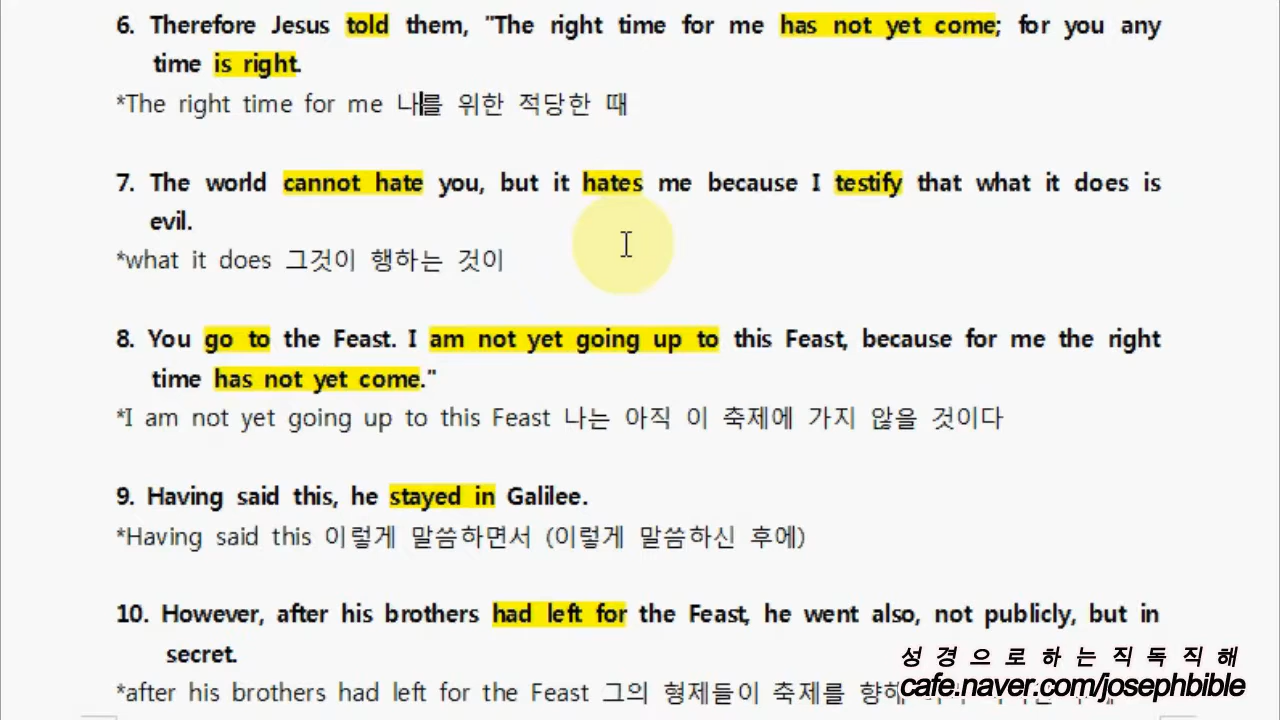 6. Therefore Jesus told them, "The right time for me has not yet come; for you any
time is right.
*The right time for me 나를 위한 적당한 때
7. The world cannot hate you, but it hates me because I testify that what it does is
evil.
*what it does 그것이 행하는 것이
8. You go to the Feast. I am not yet going up to this Feast, because for me the right
time has not yet come."
*I am not yet going up to this Feast 나는 아직 이 축제에 가지 않을 것이다
9. Having said this, he stayed in Galilee.
*Having said this 이렇게 말씀하면서 (이렇게 말씀하신 후에)
10. However, after his brothers had left for the Feast, he went also, not publicly, but in
secret.
*after his brothers had left for the Feast 그의 형제들이 축제를 향해
성경으로하는직독직해
cafe.naver.com/josephbible